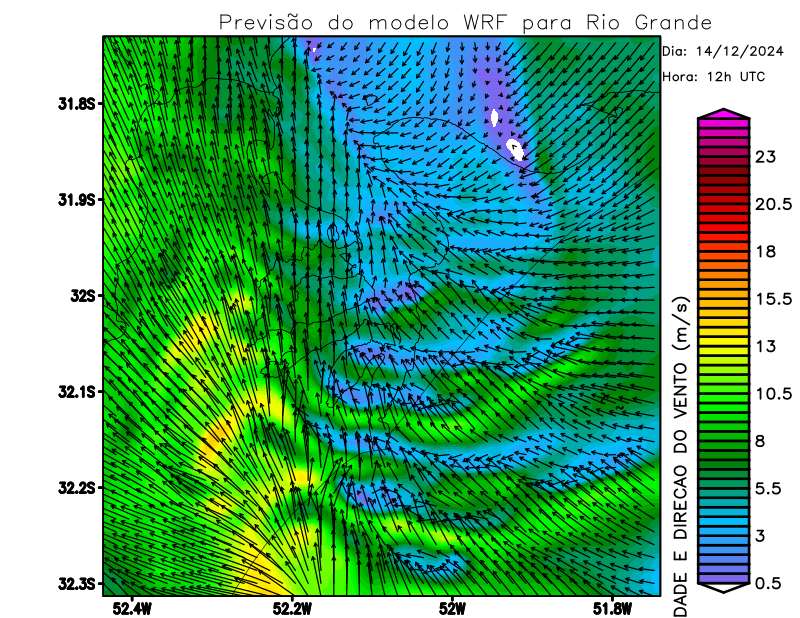 Previsão do modelo WRF para Rio Grande
Dia: 14/12/2024
Hora: 12h UTC
31.8S
31.9S
32S
32.1S
32.2S
32.3S
52.4W
52.2W
52W
51.8W
23
20.5
18
15.5
13
10.5
8
5.5
3
0.5
DADE E DIRECAO DO VENTO (m/s)